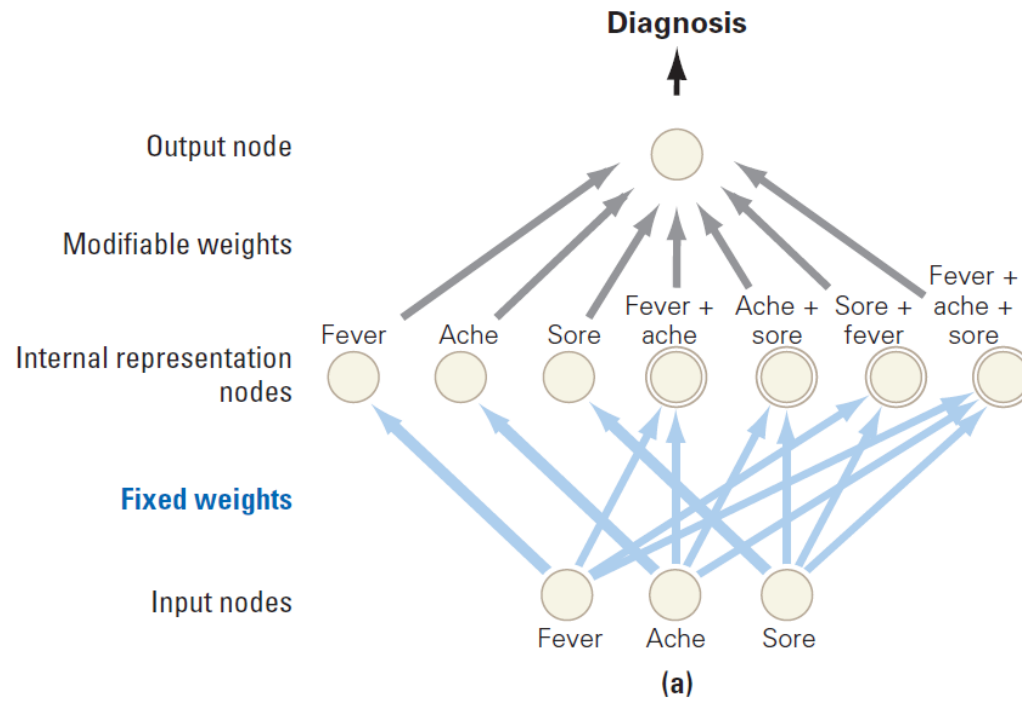 Diagnosis
Output node
Modifiable weights
Internal representation
nodes
Fever
Ache
Sore
Fever +
ache
Ache +
sore
Sore +
fever
Fever +
ache +
sore
Fixed weights
Input nodes
Fever
Ache
Sore
(a)